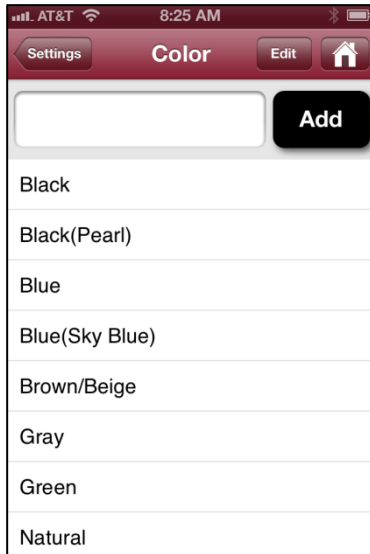 AT&T 8:25 AM
Settings Color Edit
Add
Black
Black(Pearl)
Blue
Blue(Sky Blue)
Brown/Beige
Gray
Green
Natural